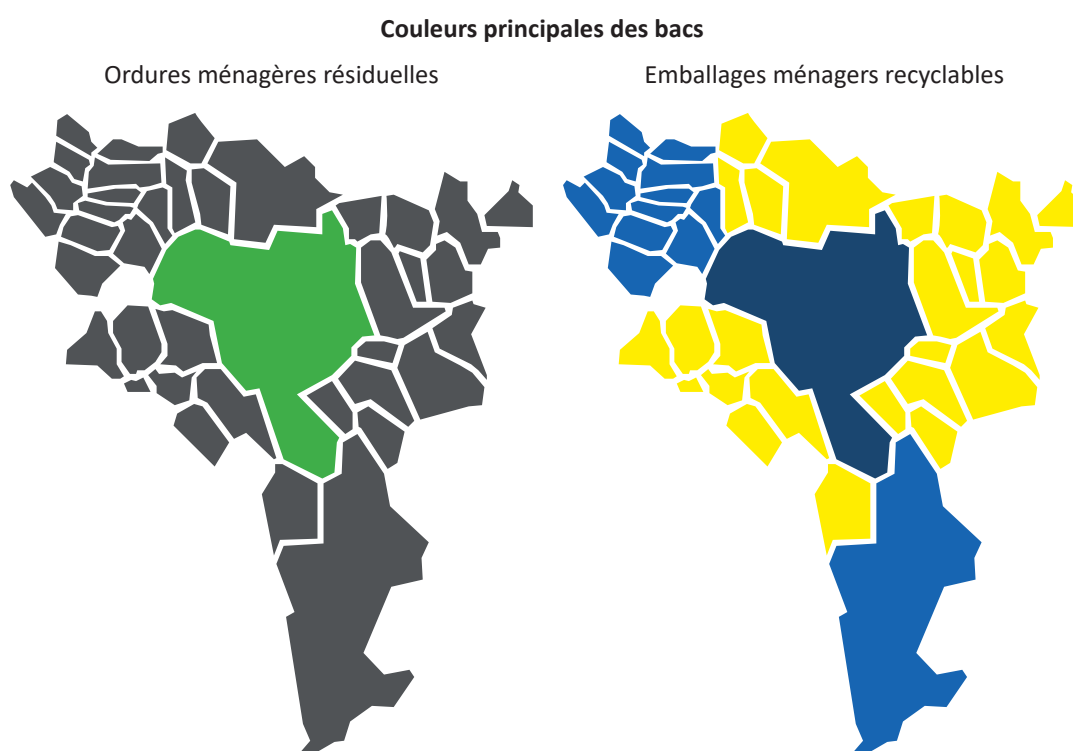 Couleurs principales des bacs
Ordures ménagères résiduelles
Emballages ménagers recyclables